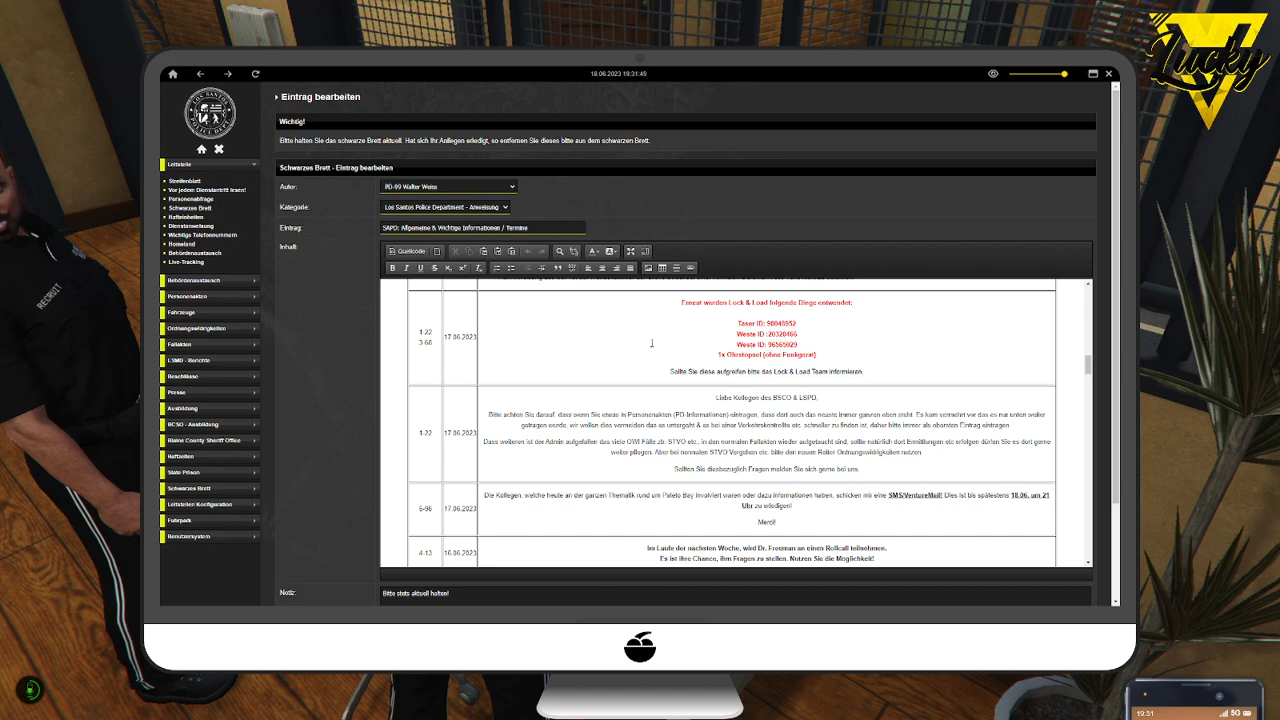 Lucky V
18.06.2023 19:31:49
LOS SANTOS
POLICE DEPT
RECRUIT
Leitstelle
Streifenblatt
Vor jedem Dienstantritt lesen!
Personenabfrage
Schwarzes Brett
Hafteinheiten
Dienstanweisung
Wichtige Telefonnummern
Homeland
Behördenaustausch
Live-Tracking
Behördenaustausch
Personenakten
Fahrzeuge
Ordnungswidrigkeiten
Fallakten
LSMD - Berichte
Beschlüsse
Presse
Ausbildung
BCSO - Ausbildung
Blaine County Sheriff Office
Haftzeiten
State Prison
Schwarzes Brett
Leitstellen Konfiguration
Fuhrpark
Benutzersystem
Eintrag bearbeiten
Wichtig!
Bitte halten Sie das schwarze Brett aktuell. Hat sich Ihr Anliegen erledigt, so entfernen Sie dieses bitte aus dem schwarzen Brett.
Schwarzes Brett - Eintrag bearbeiten
Autor: PD-99 Walter Weiss
Kategorie: Los Santos Police Department - Anweisung
Eintrag: SAPD: Allgemeine & Wichtige Informationen / Termine
Inhalt:
Quellcode
Erneut wurden Lock & Load folgende Dinge entwendet:
Taser ID: 90048952
Weste ID: 20320466
Weste ID: 96565029
1x Ohrstöpsel (ohne Funkgerät)
Sollte Sie diese aufgreifen bitte das Lock & Load Team informieren.
1-22
3-68
17.06.2023
Liebe Kollegen des BSCO & LSPD,
Bitte achten Sie darauf, dass wenn Sie etwas in Personenakten (PD-Informationen) eintragen, dass dort auch das neuste immer ganz oben steht. Es kam vermehrt vor das es nur unten weiter
getragen wurde, wir wollen dies vermeiden das es untergeht & es bei einer Verkehrskontrolle etc. schneller zu finden ist, daher bitte immer als obersten Eintrag eintragen
Dass weiteren ist der Admin aufgefallen das viele OWI Fälle zb. STVO etc., in den normalen Fallakten wieder aufgetaucht sind, sollte natürlich dort Ermittlungen etc erfolgen dürfen Sie es dort gerne
weiter pflegen. Aber bei normalen STVO Vergehen etc. bitte den neuen Reiter Ordnungswidrigkeiten nutzen
Sollten Sie diesbezüglich Fragen melden Sie sich gerne bei uns.
1-22
17.06.2023
Die Kollegen, welche heute an der ganzen Thematik rund um Paleto Bay involviert waren oder dazu informationen haben, schicken mir eine SMS/VentureMail! Dies ist bis spätestens 18.06. um 21
Uhr zu erledigen!
Merci!
5-96
17.06.2023
Im Laufe der nächsten Woche, wird Dr. Freeman an einen Rollcall teilnehmen.
Es ist ihre Chance, ihm Fragen zu stellen. Nutzen Sie die Möglichkeit!
4-13
16.06.2023
Notiz: Bitte stets aktuell halten!
19:31
5G